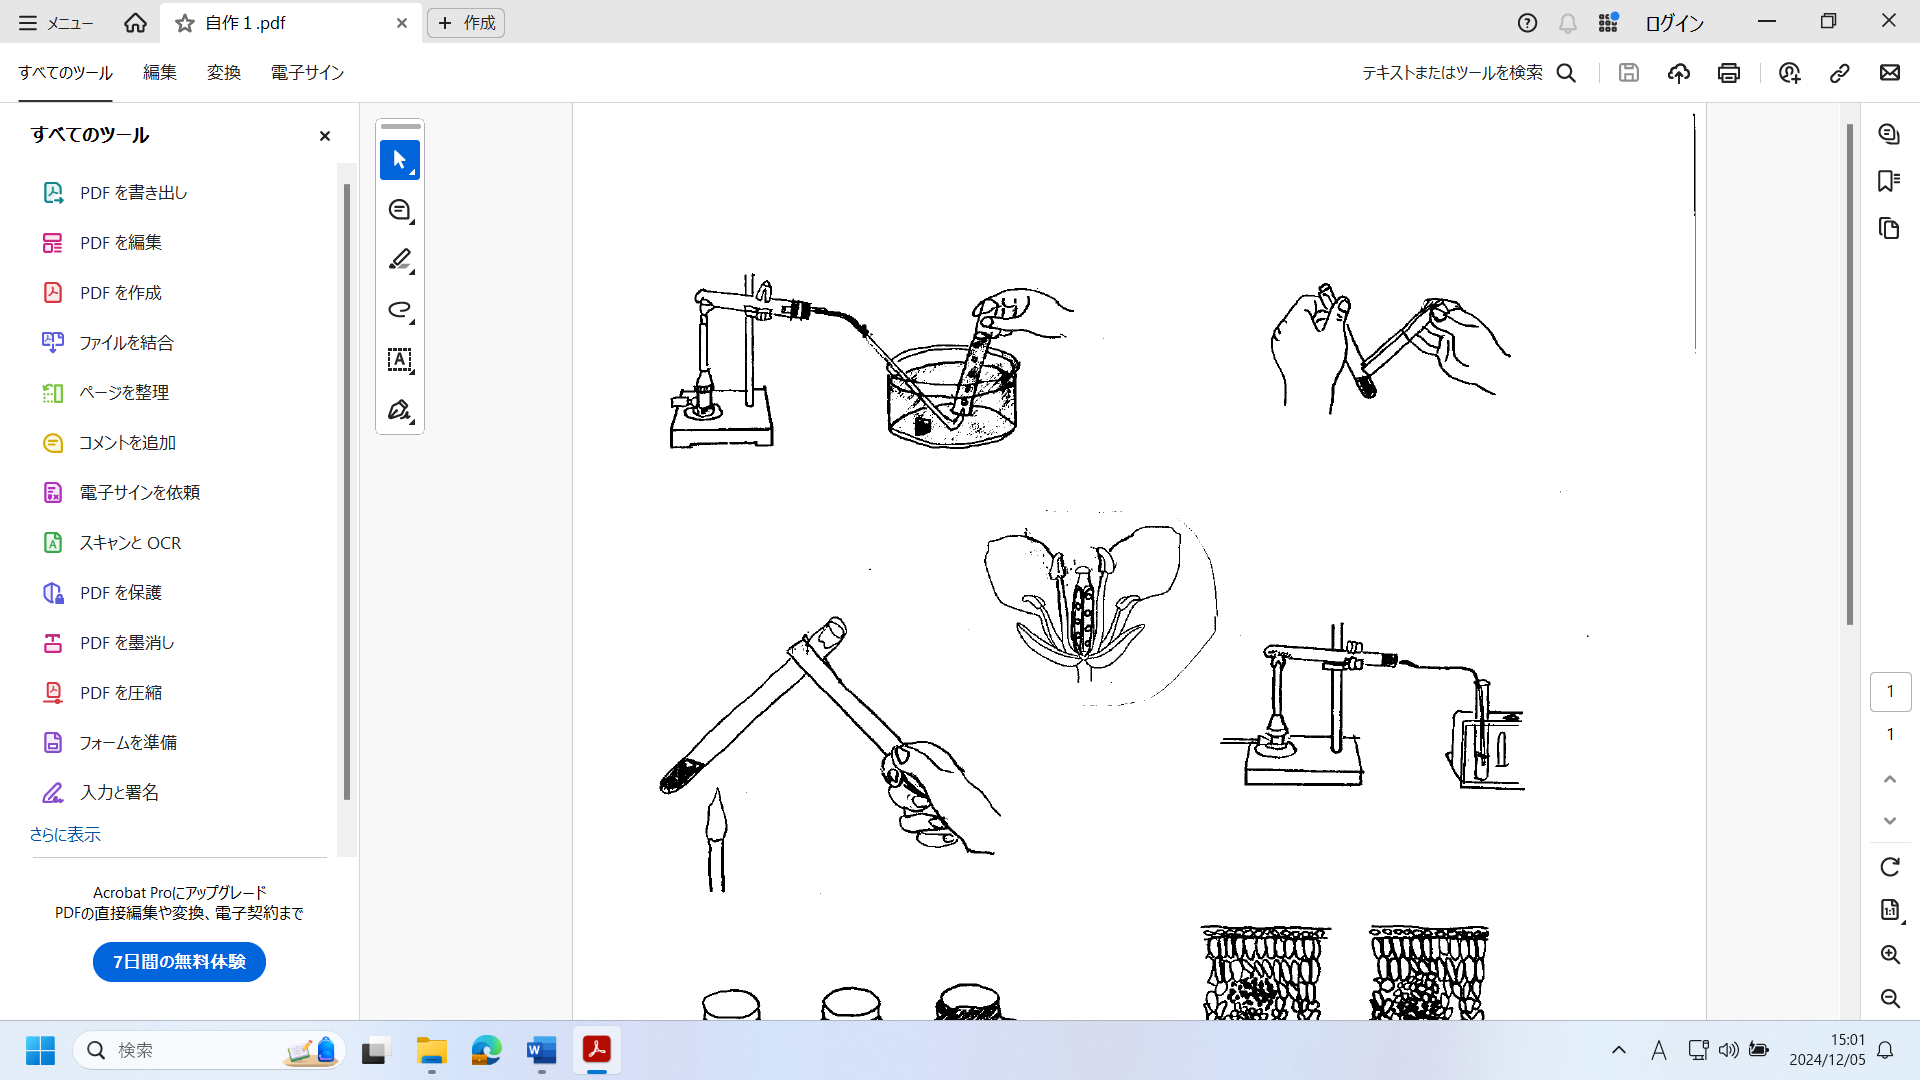 メニュー
自作１.pdf
作成
ログイン
すべてのツール
編集
変換
電子サイン
テキストまたはツールを検索
すべてのツール
PDF を書き出し
PDF を編集
PDF を作成
ファイルを結合
ページを整理
コメントを追加
電子サインを依頼
スキャンと OCR
PDF を保護
PDF を墨消し
PDF を圧縮
フォームを準備
入力と署名
さらに表示
Acrobat Proにアップグレード
PDFの直接編集や変換、電子契約まで
7日間の無料体験
A
1
1
1:1
検索
W
A
15:01
2024/12/05